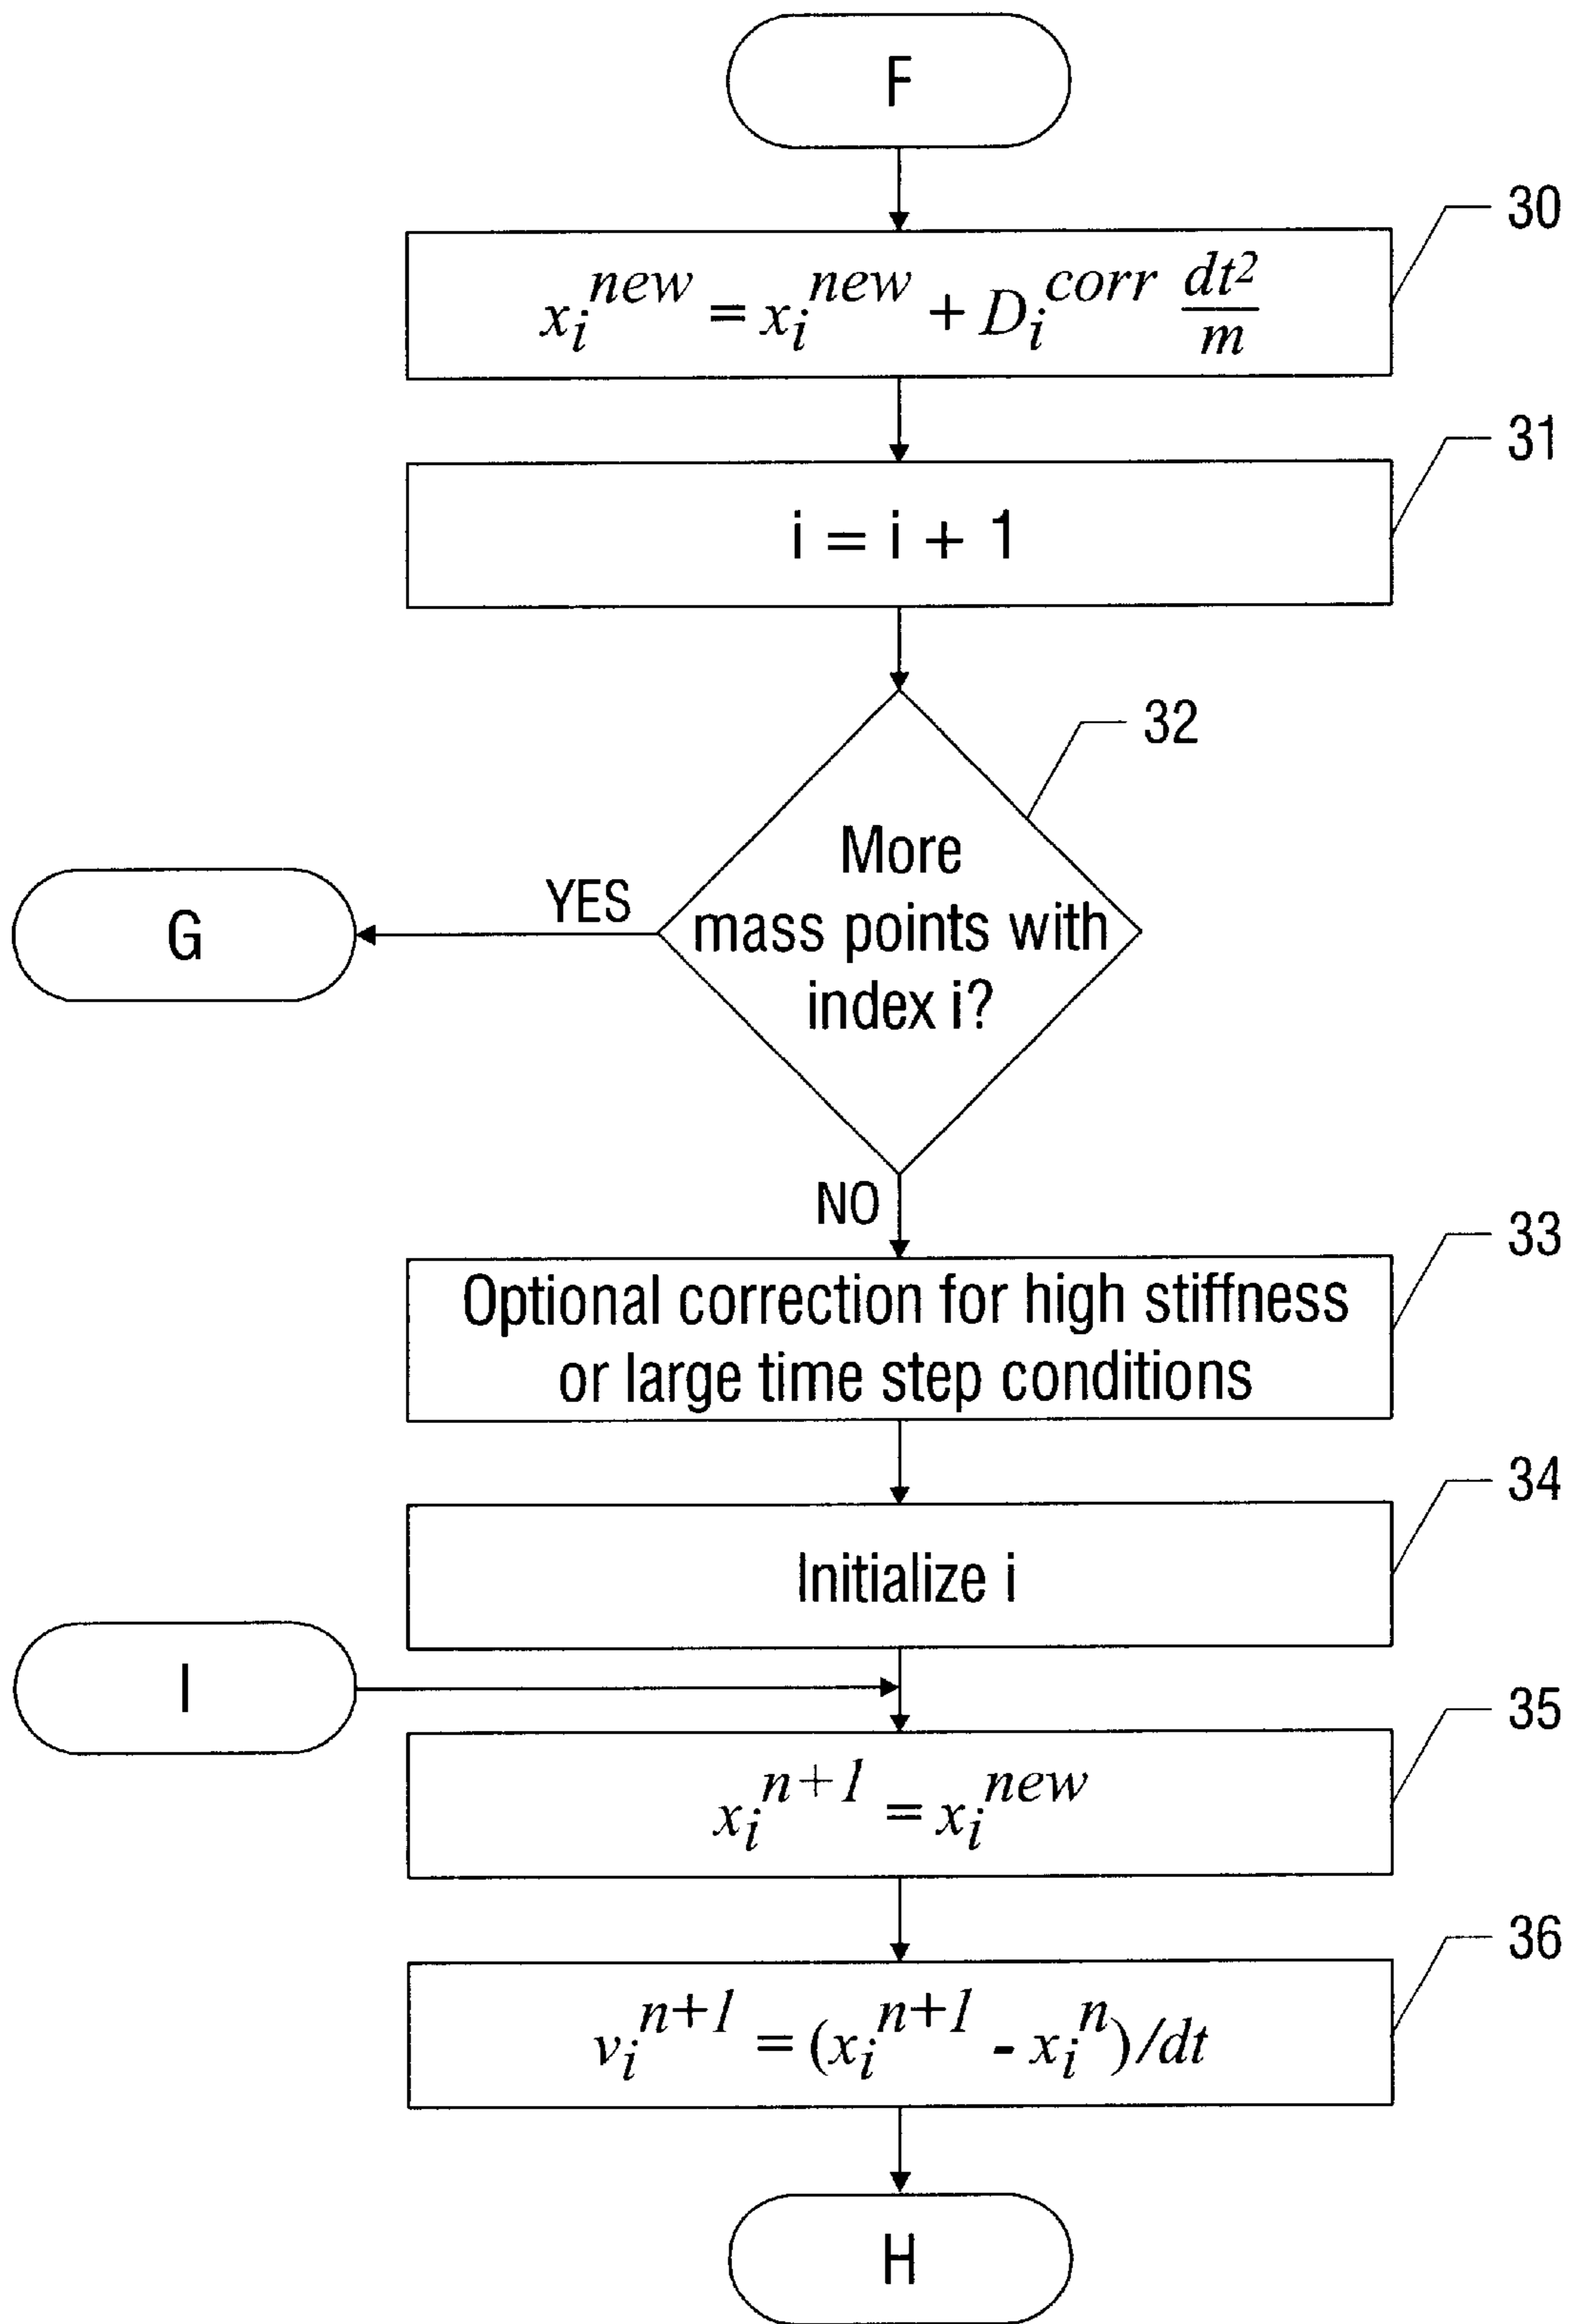 F
30
x_i^new = x_i^new + D_i^corr dt²/m
31
i = i + 1
32
More
mass points with
index i?
YES
G
NO
33
Optional correction for high stiffness
or large time step conditions
34
Initialize i
I
35
x_i^n+1 = x_i^new
36
v_i^n+1 = (x_i^n+1 - x_i^n)/dt
H